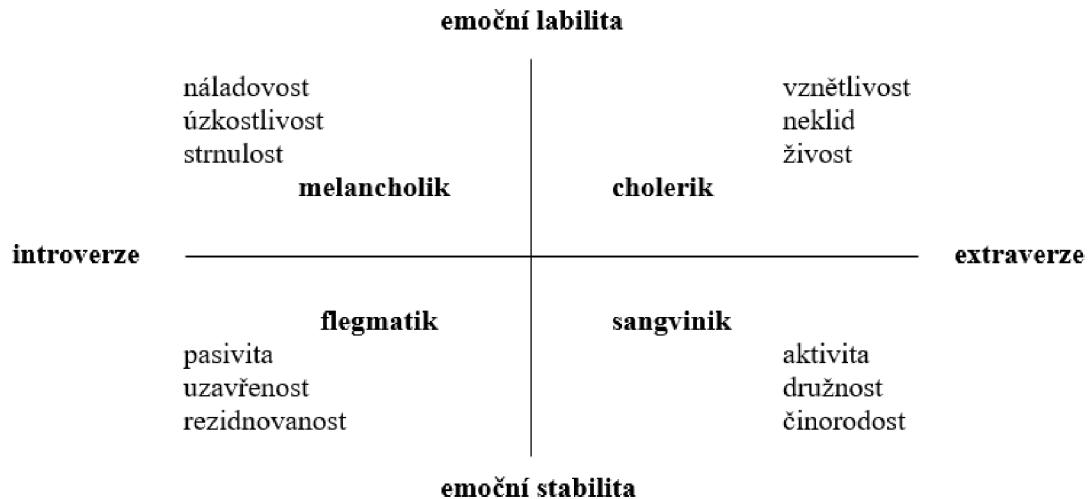 emoční labilita
náladovost
úzkostlivost
strnulost
melancholik
vznětlivost
neklid
živost
cholerik
introverze
extraverze
flegmatik
pasivita
uzavřenost
rezidnovanost
sangvinik
aktivita
družnost
činorodost
emoční stabilita